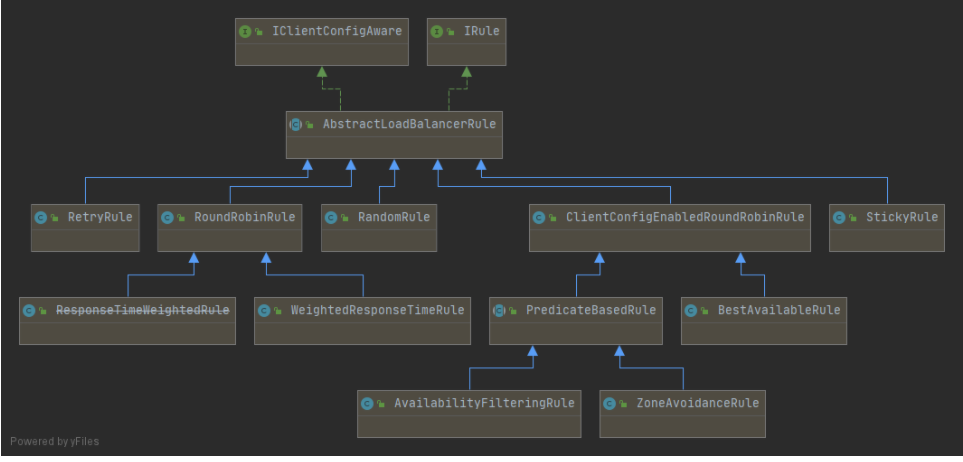 IClientConfigAware
IRule
AbstractLoadBalancerRule
RetryRule
RoundRobinRule
RandomRule
ClientConfigEnabledRoundRobinRule
StickyRule
ResponseTimeWeightedRule
WeightedResponseTimeRule
PredicateBasedRule
BestAvailableRule
AvailabilityFilteringRule
ZoneAvoidanceRule
Powered by yFiles